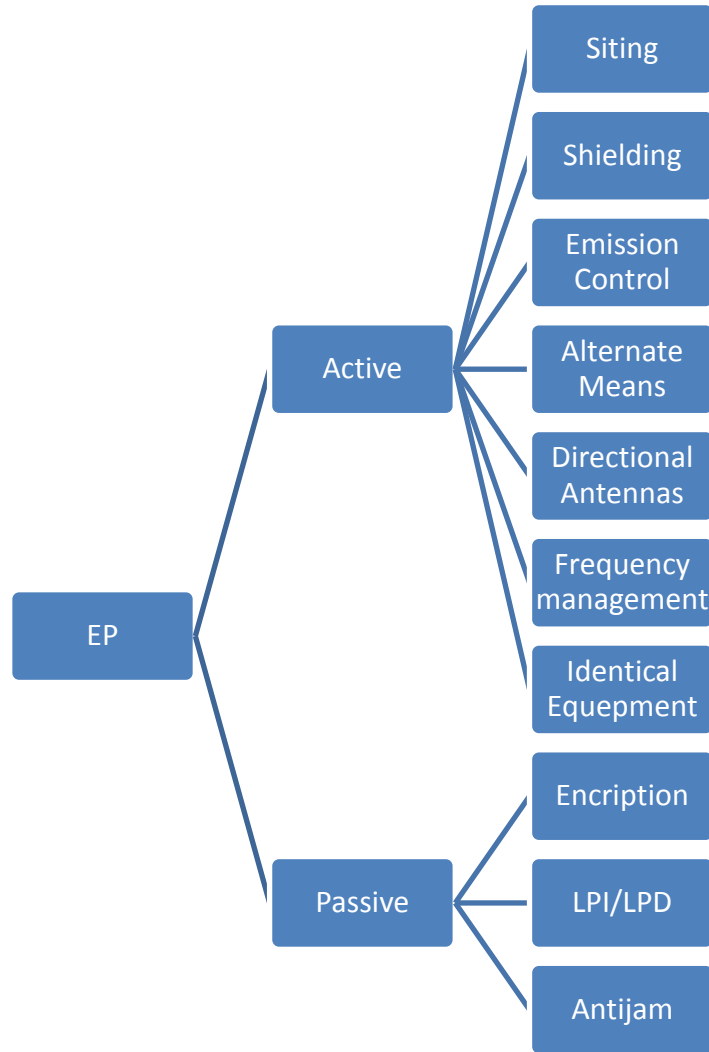 Siting
Shielding
Emission
Control
Active
Alternate
Means
Directional
Antennas
Frequency
management
EP
Identical
Equepment
Encription
Passive
LPI/LPD
Antijam